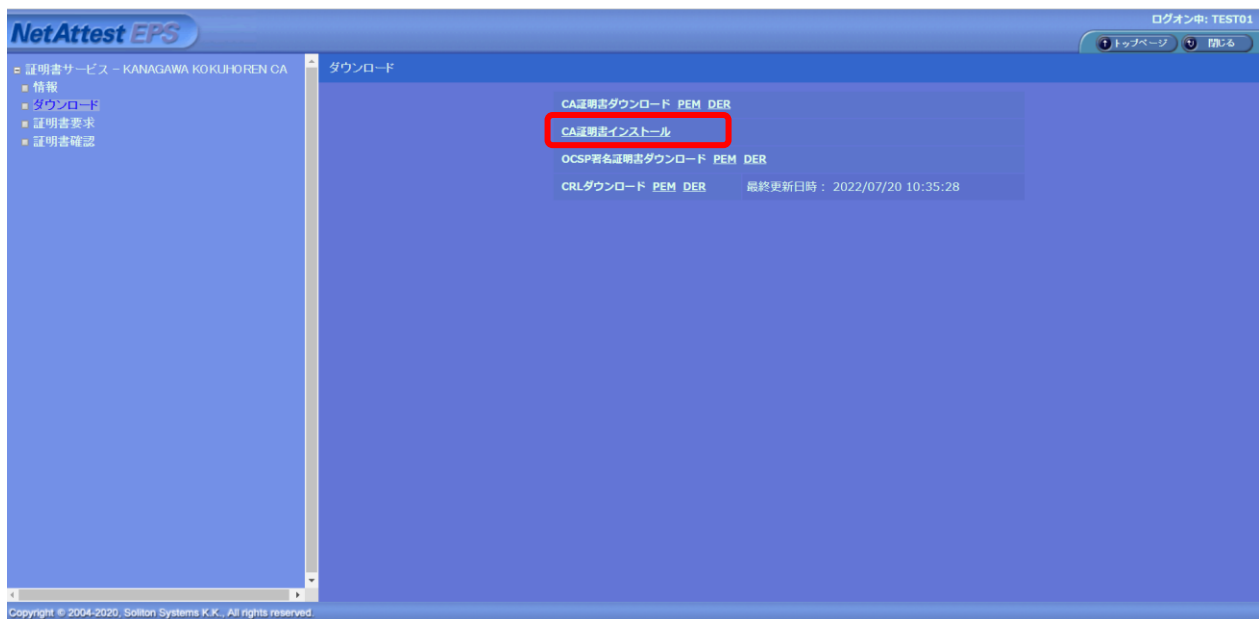 NetAttest EPS
ログオン中: TEST01
トップページ 閉じる
証明書サービス – KANAGAWA KOKUHOREN CA
情報
ダウンロード
証明書要求
証明書確認
ダウンロード
CA証明書ダウンロード PEM DER
CA証明書インストール
OCSP署名証明書ダウンロード PEM DER
CRLダウンロード PEM DER 最終更新日時： 2022/07/20 10:35:28
Copyright © 2004-2020, Soliton Systems K.K., All rights reserved.